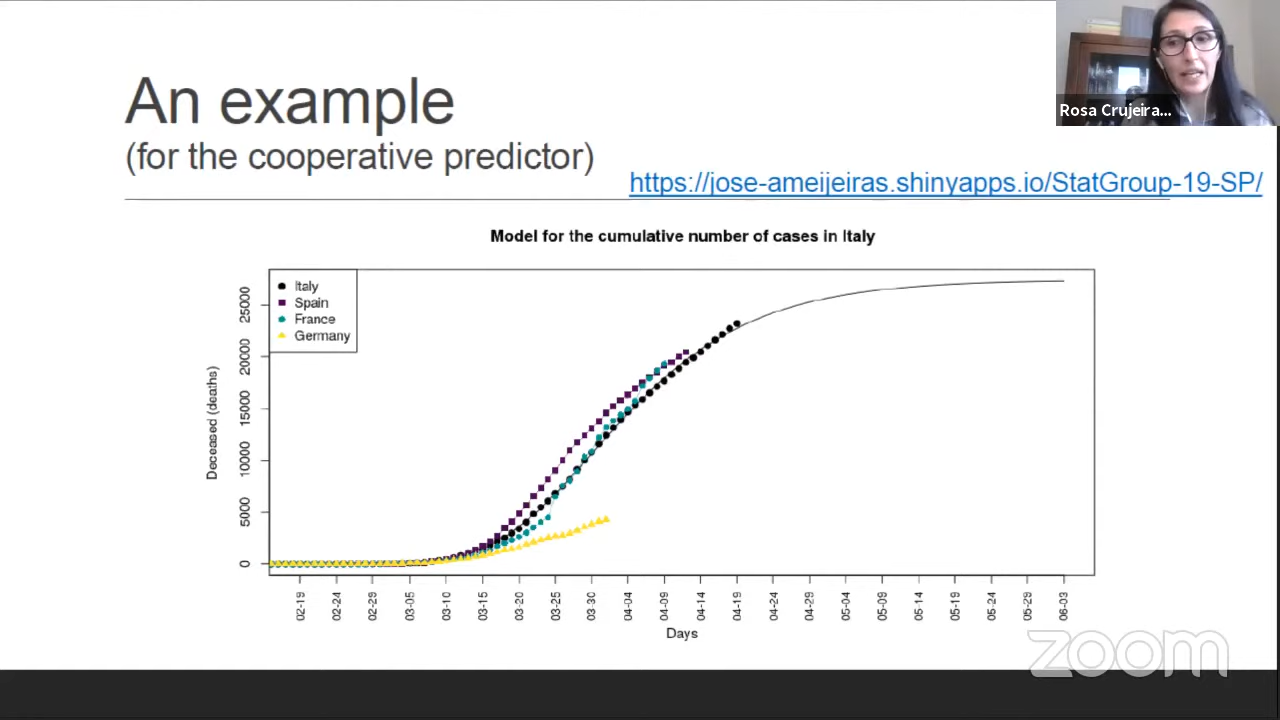 An example
(for the cooperative predictor)
https://jose-ameijeiras.shinyapps.io/StatGroup-19-SP/
Rosa Crujeira...
Model for the cumulative number of cases in Italy
Italy
Spain
France
Germany
Deceased (deaths)
25000
20000
15000
10000
5000
0
02-19 02-24 02-29 03-05 03-10 03-15 03-20 03-25 03-30 04-04 04-09 04-14 04-19 04-24 04-29 05-04 05-09 05-14 05-19 05-24 05-29 06-03
Days
zoom